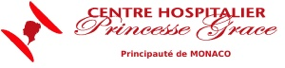 CENTRE HOSPITALIER
Princesse Grace
Principauté de MONACO